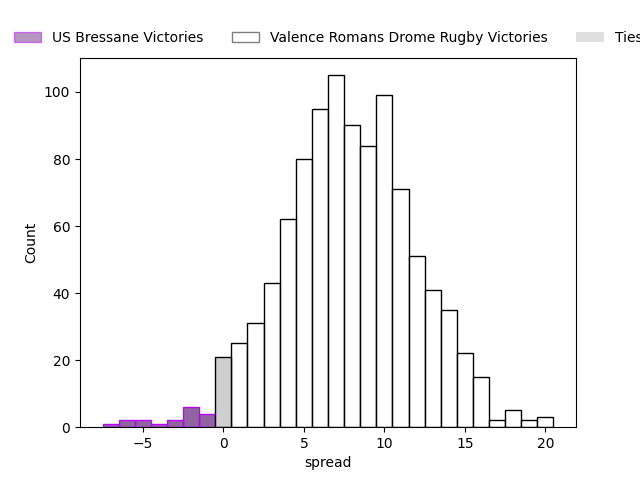 US Bressane Victories Valence Romans Drome Rugby Victories Ties
100
80
60
40
20
0
−5 0 5 10 15 20
Count
spread